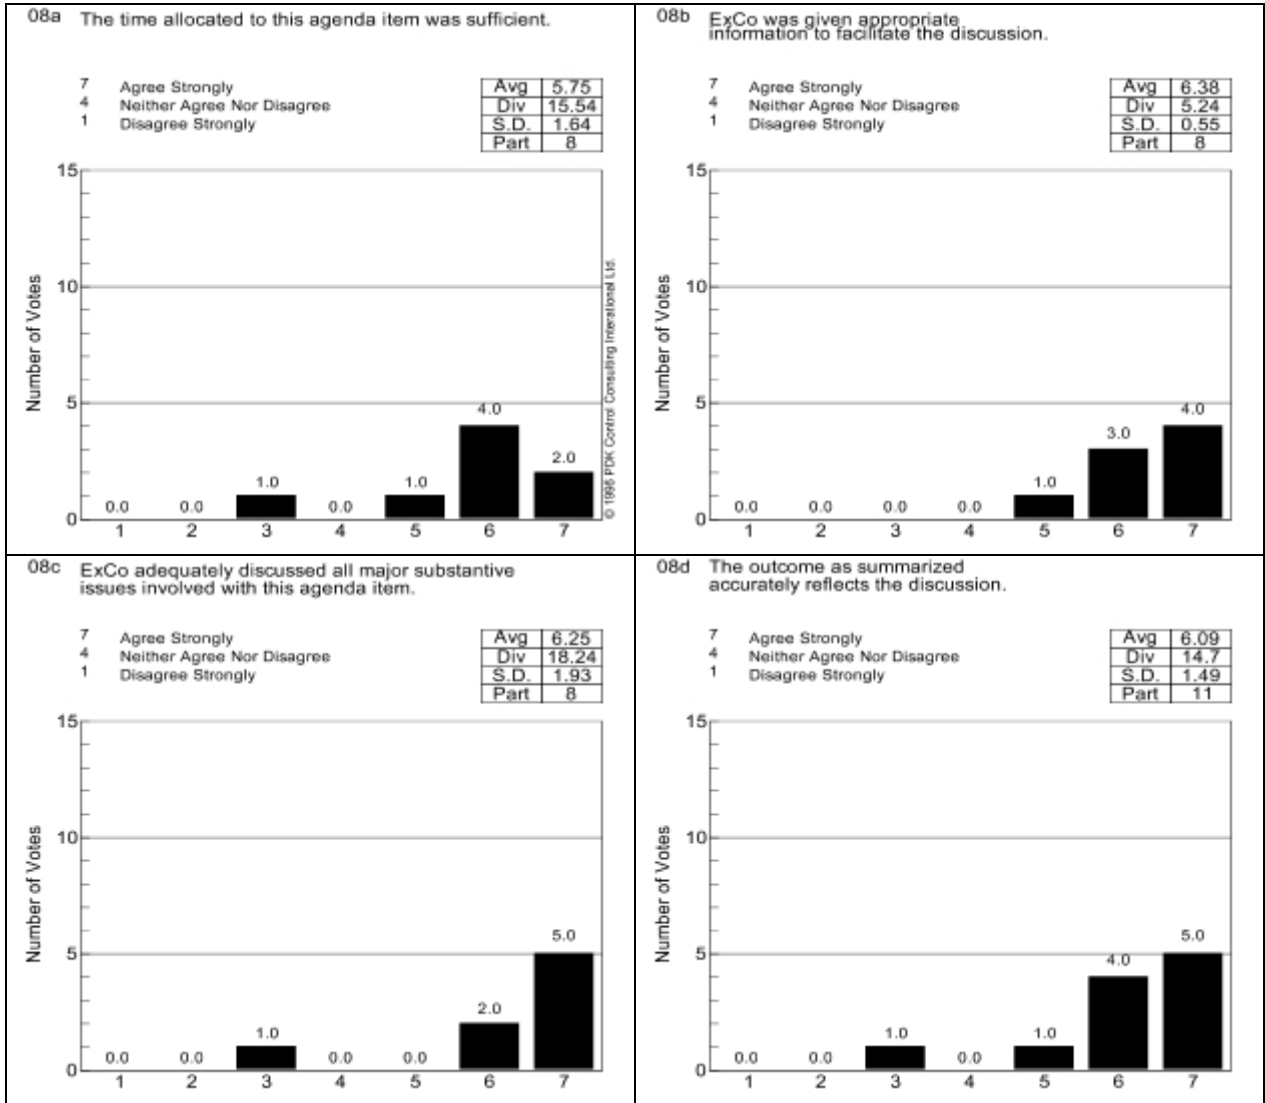 08a The time allocated to this agenda item was sufficient.
7 Agree Strongly
4 Neither Agree Nor Disagree
1 Disagree Strongly
Avg 5.75
Div 15.54
S.D. 1.64
Part 8
15
10
5
0
Number of Votes
0.0 0.0 1.0 0.0 1.0 4.0 2.0
1 2 3 4 5 6 7
© 1996 PDK Control Consulting Interational Ltd.
08b ExCo was given appropriate
information to facilitate the discussion.
7 Agree Strongly
4 Neither Agree Nor Disagree
1 Disagree Strongly
Avg 6.38
Div 5.24
S.D. 0.55
Part 8
15
10
5
0
Number of Votes
0.0 0.0 0.0 0.0 1.0 3.0 4.0
1 2 3 4 5 6 7
08c ExCo adequately discussed all major substantive
issues involved with this agenda item.
7 Agree Strongly
4 Neither Agree Nor Disagree
1 Disagree Strongly
Avg 6.25
Div 18.24
S.D. 1.93
Part 8
15
10
5
0
Number of Votes
0.0 0.0 1.0 0.0 0.0 2.0 5.0
1 2 3 4 5 6 7
08d The outcome as summarized
accurately reflects the discussion.
7 Agree Strongly
4 Neither Agree Nor Disagree
1 Disagree Strongly
Avg 6.09
Div 14.7
S.D. 1.49
Part 11
15
10
5
0
Number of Votes
0.0 0.0 1.0 0.0 1.0 4.0 5.0
1 2 3 4 5 6 7